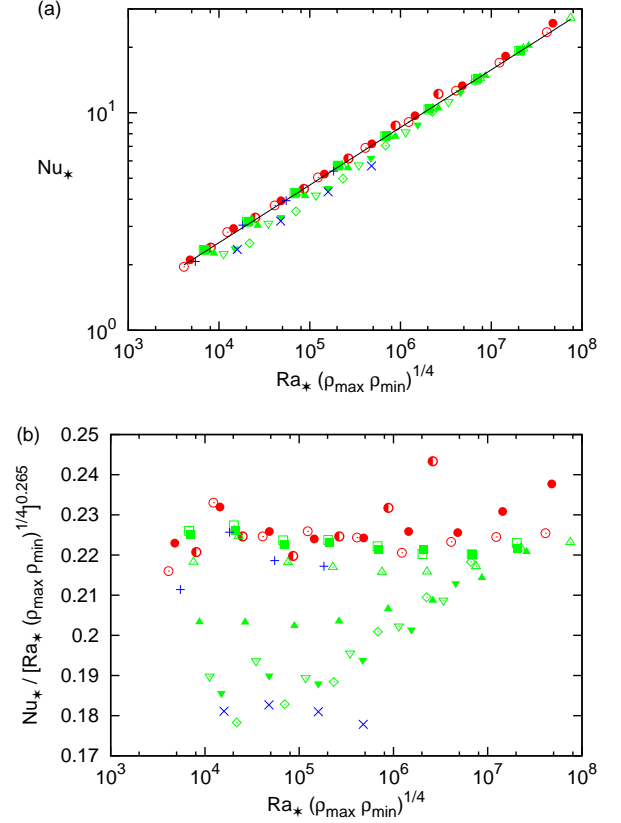 (a)
10¹
Nu⋆
10⁰
10³ 10⁴ 10⁵ 10⁶ 10⁷ 10⁸
Ra⋆ (ρmax ρmin)^1/4
(b)
0.25
0.24
0.23
0.22
0.21
0.2
0.19
0.18
0.17
Nu⋆ / [Ra⋆ (ρmax ρmin)^1/4]^0.265
10³ 10⁴ 10⁵ 10⁶ 10⁷ 10⁸
Ra⋆ (ρmax ρmin)^1/4